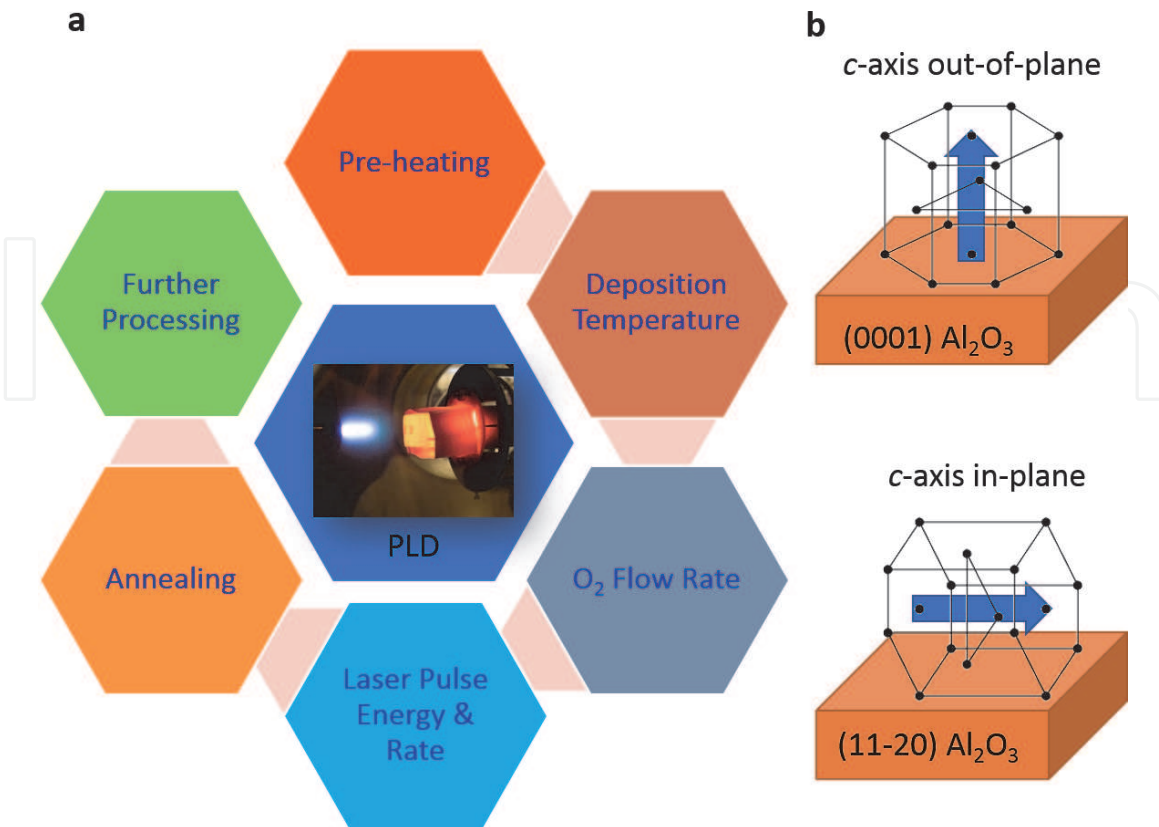 a
Pre-heating
Deposition
Temperature
O₂ Flow Rate
Laser Pulse
Energy &
Rate
Annealing
Further
Processing
PLD
b
c-axis out-of-plane
(0001) Al₂O₃
c-axis in-plane
(11-20) Al₂O₃